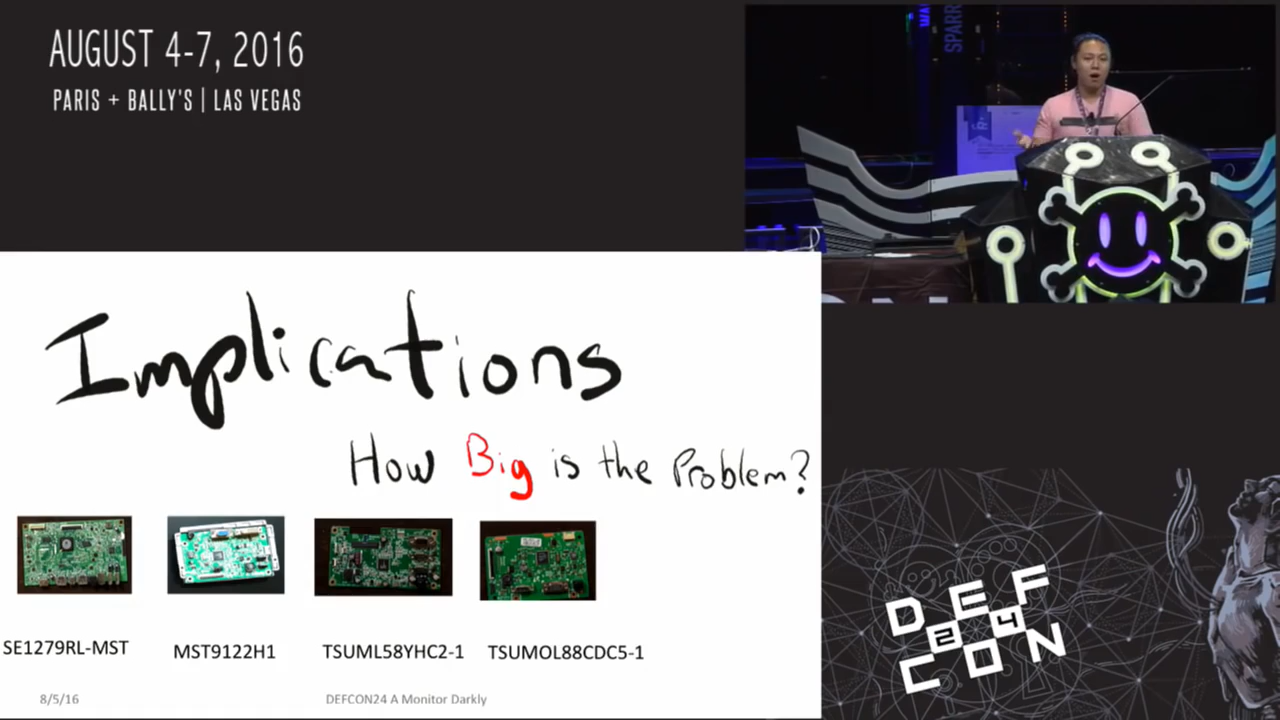 AUGUST 4-7, 2016
PARIS + BALLY'S | LAS VEGAS
SPARR
Implications
How Big is the Problem?
SE1279RL-MST
MST9122H1
TSUML58YHC2-1
TSUMOL88CDC5-1
8/5/16
DEFCON24 A Monitor Darkly
DEF
24
CON